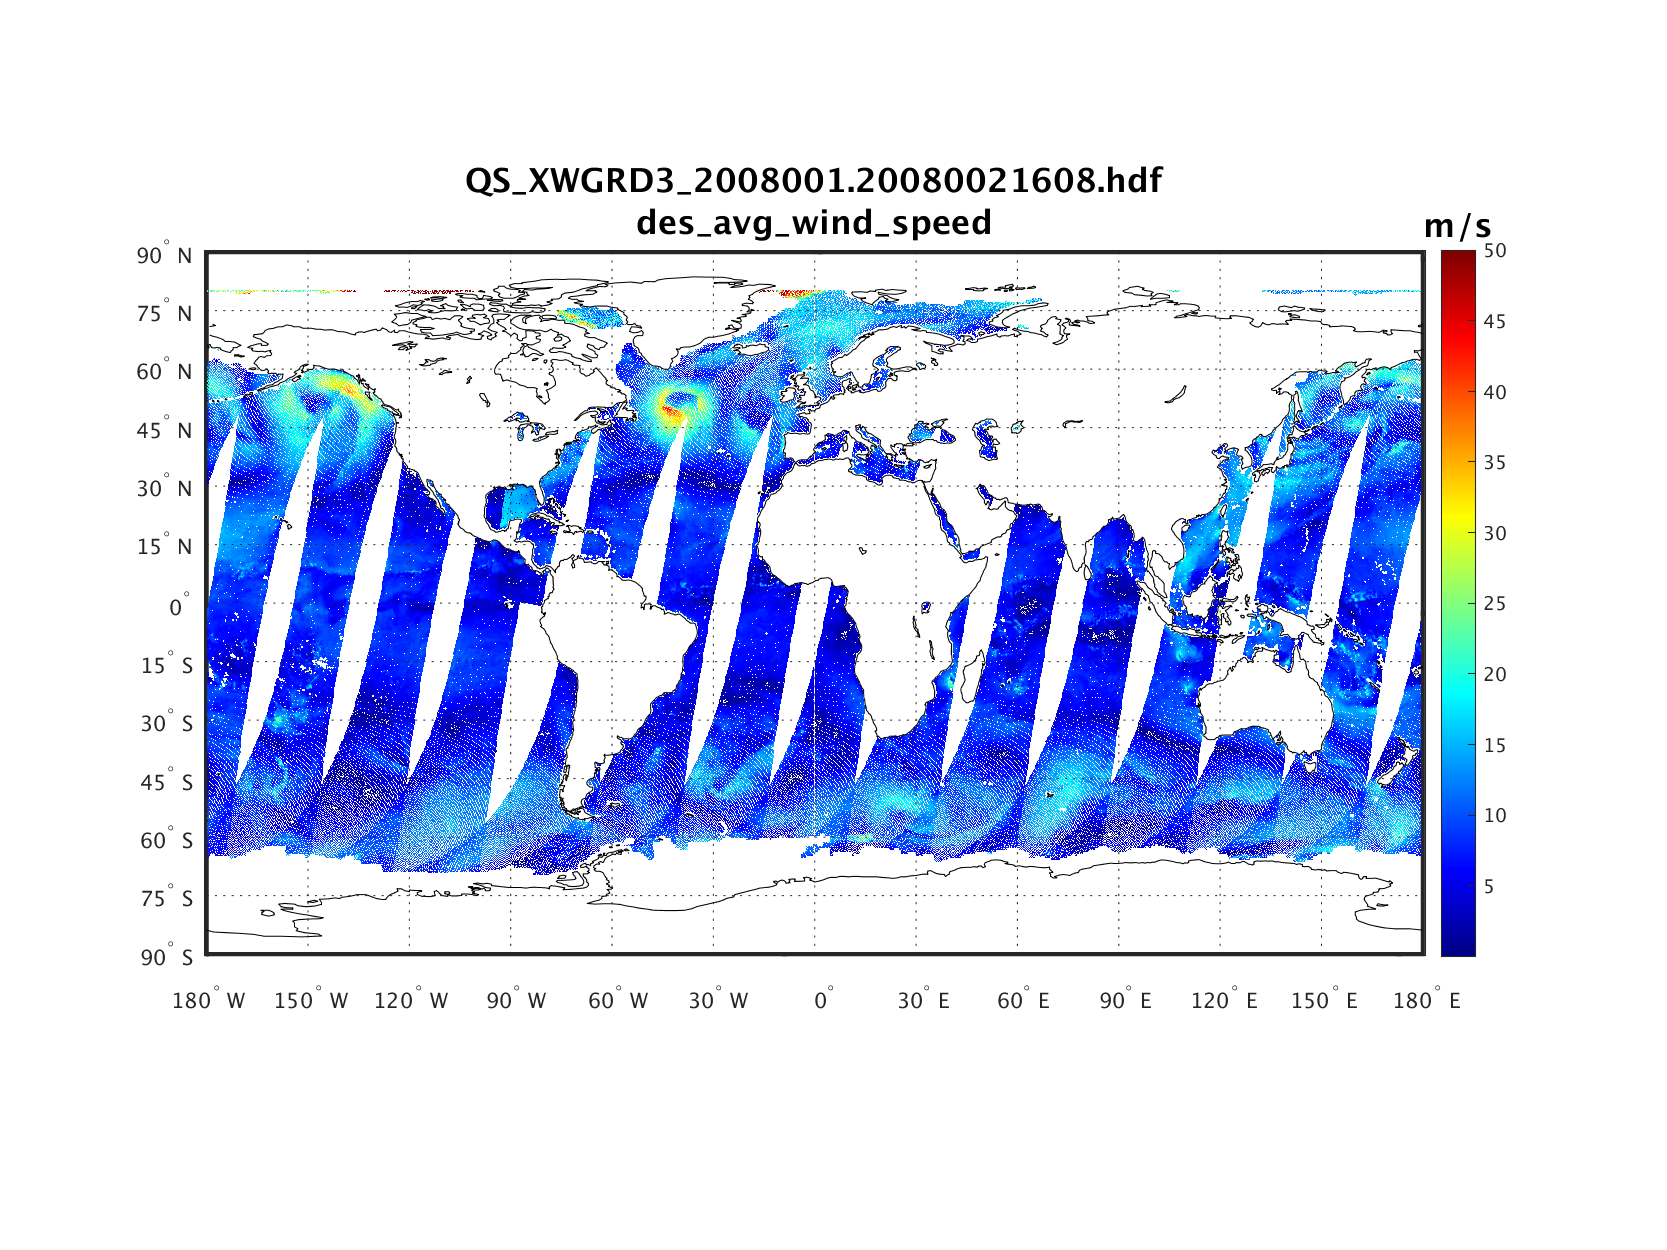 QS_XWGRD3_2008001.20080021608.hdf
des_avg_wind_speed
m/s
90° N
75° N
60° N
45° N
30° N
15° N
0°
15° S
30° S
45° S
60° S
75° S
90° S
180° W 150° W 120° W 90° W 60° W 30° W 0° 30° E 60° E 90° E 120° E 150° E 180° E
50
45
40
35
30
25
20
15
10
5